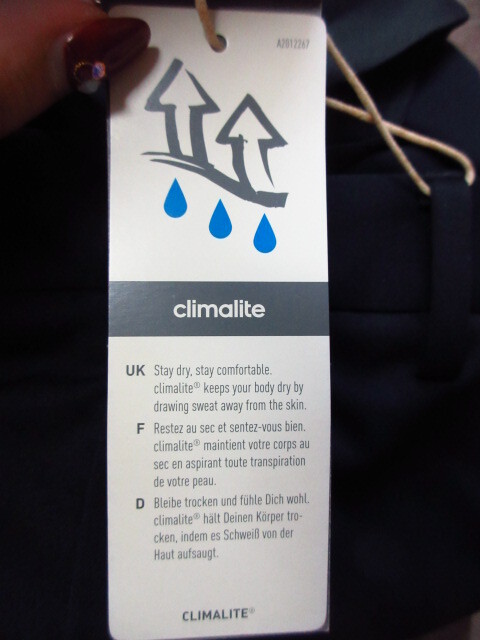 A2012267
climalite
UK Stay dry, stay comfortable.
climalite® keeps your body dry by
drawing sweat away from the skin.
F Restez au sec et sentez-vous bien.
climalite® maintient votre corps au
sec en aspirant toute transpiration
de votre peau.
D Bleibe trocken und fühle Dich wohl.
climalite® hält Deinen Körper tro-
cken, indem es Schweiß von der
Haut aufsaugt.
CLIMALITE®